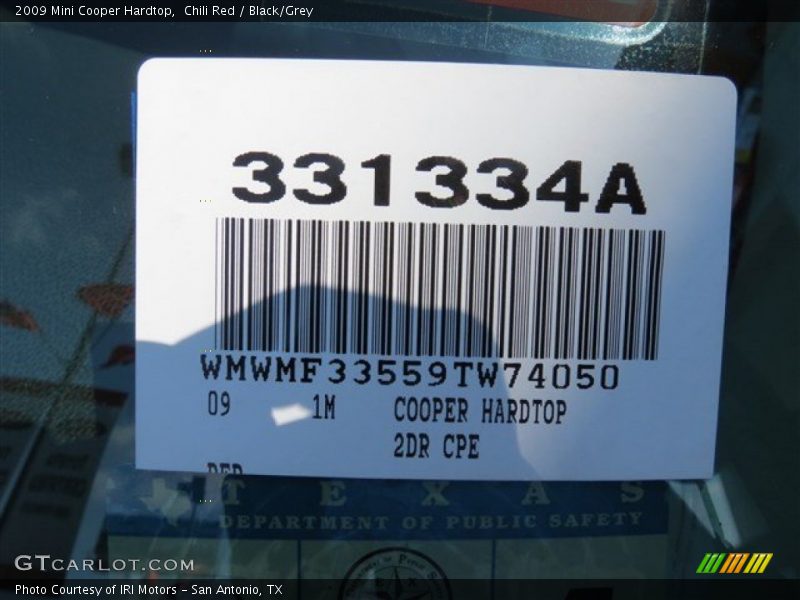 2009 Mini Cooper Hardtop,  Chili Red / Black/Grey
331334A
WMWMF33559TW74050
09 1M COOPER HARDTOP
2DR CPE
TEXAS
DEPARTMENT OF PUBLIC SAFETY
GTCARLOT.COM
Photo Courtesy of IRI Motors - San Antonio, TX